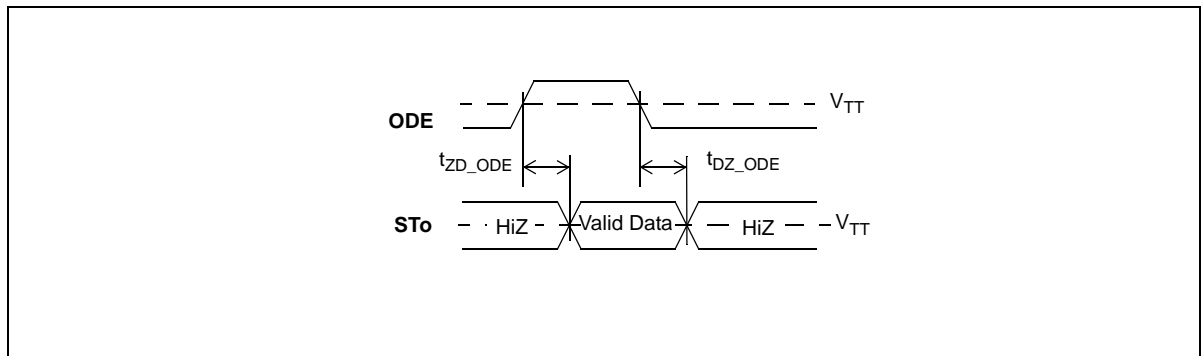 V_TT
ODE
t_ZD_ODE
t_DZ_ODE
STo HiZ Valid Data HiZ V_TT